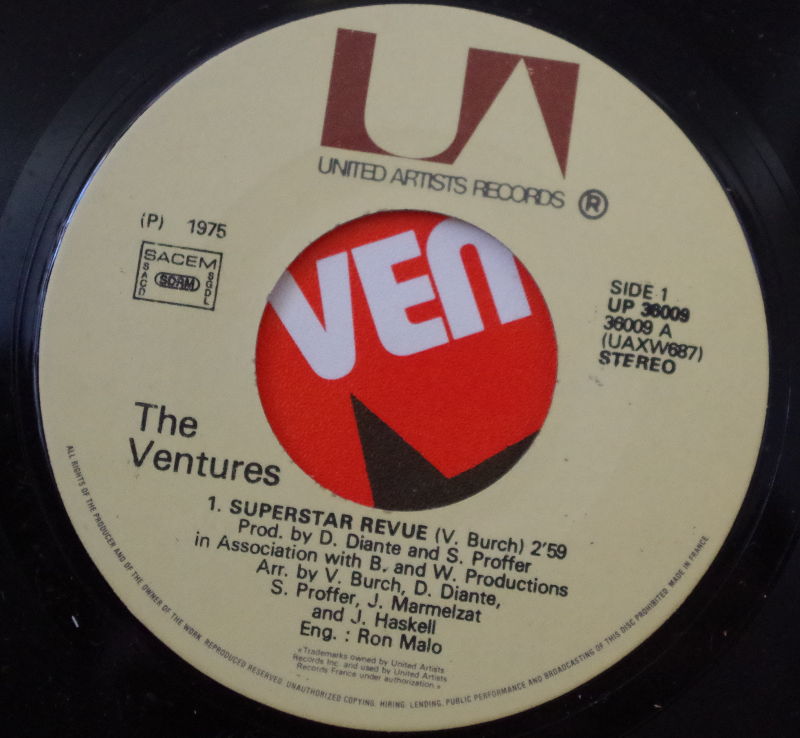 UA
UNITED ARTISTS RECORDS ®
(P) 1975
SACEM
SACD
SDRM
SGDL
VEN
SIDE 1
UP 36009
36009 A
(UAXW687)
STEREO
The
Ventures
1. SUPERSTAR REVUE (V. Burch) 2'59
Prod. by D. Diante and S. Proffer
in Association with B. and W. Productions
Arr. by V. Burch, D. Diante,
S. Proffer, J. Marmelzat
and J. Haskell
Eng. : Ron Malo
«Trademarks owned by United Artists
Records Inc. and used by United Artists
Records France under authorization.»
ALL RIGHTS OF THE PRODUCER AND OF THE OWNER OF THE WORK REPRODUCED RESERVED. UNAUTHORIZED COPYING, HIRING, LENDING, PUBLIC PERFORMANCE AND BROADCASTING OF THIS DISC PROHIBITED. MADE IN FRANCE